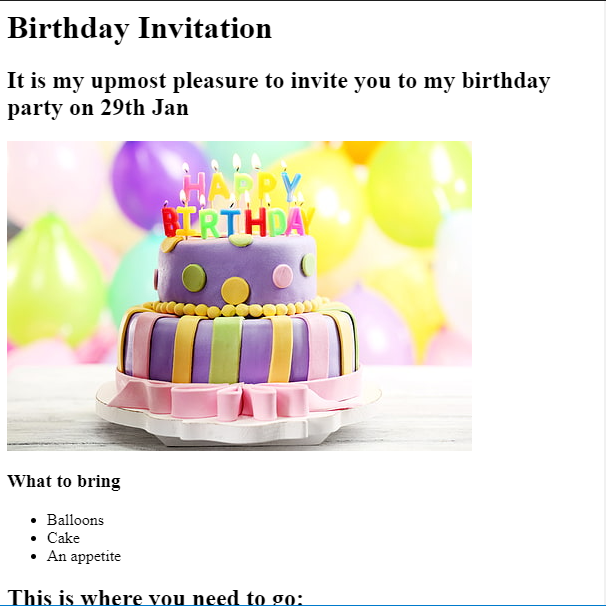 Birthday Invitation
It is my upmost pleasure to invite you to my birthday
party on 29th Jan
HAPPY
BIRTHDAY
What to bring
Balloons
Cake
An appetite
This is where you need to go: